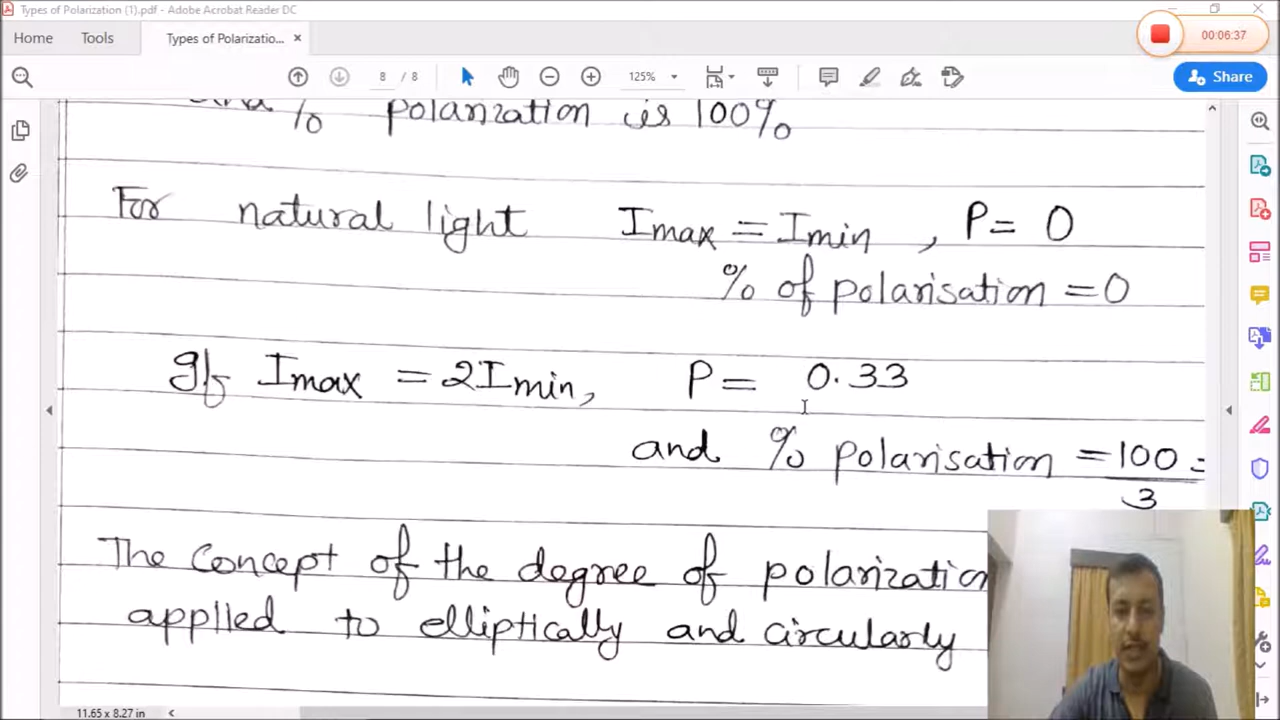 Types of Polarization (1).pdf - Adobe Acrobat Reader DC
00:06:37
Home Tools Types of Polarizatio... ×
8 / 8 125% Share
% polarization is 100%
For natural light Imax = Imin , P = 0
% of polarisation = 0
If Imax = 2Imin, P = 0.33
and % polarisation = 100 =
3
The concept of the degree of polarization
applied to elliptically and circularly
11.65 x 8.27 in